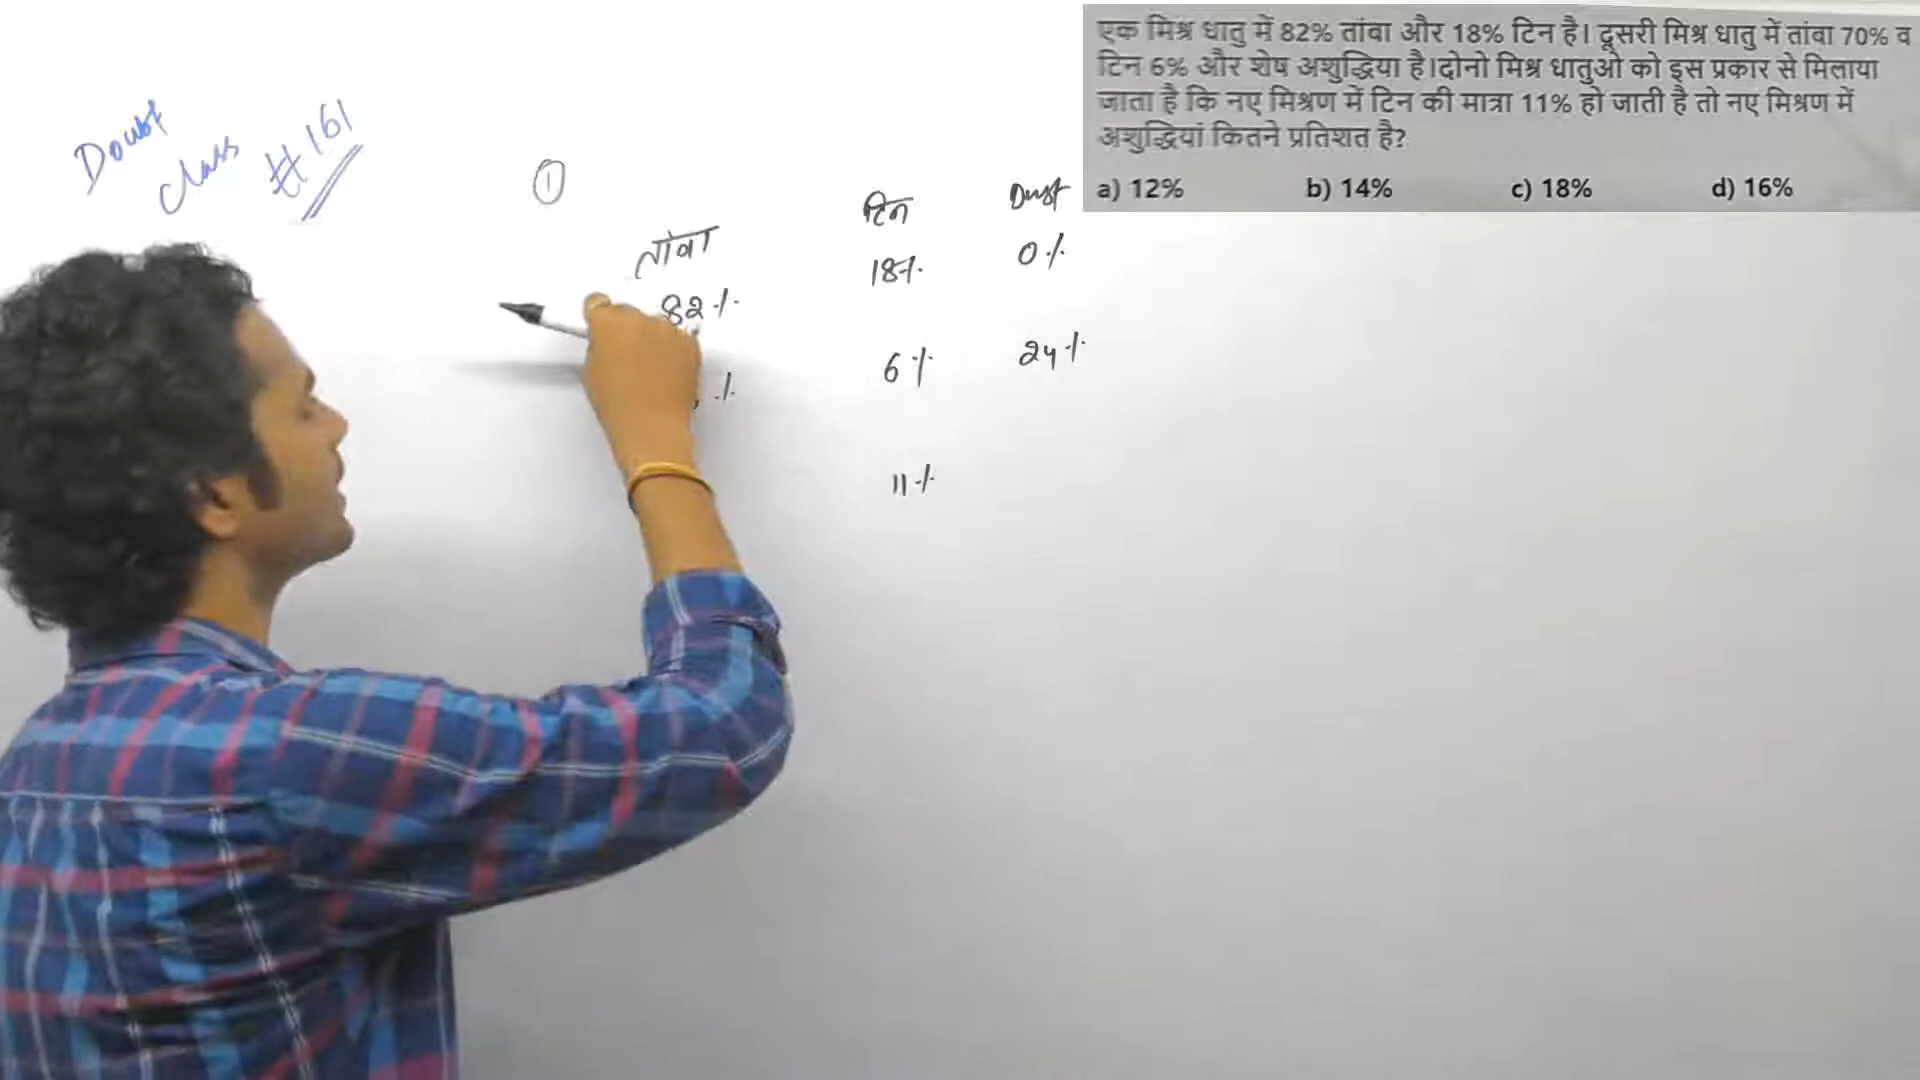 एक मिश्र धातु में 82% तांवा और 18% टिन है। दूसरी मिश्र धातु में तांवा 70% व
टिन 6% और शेष अशुद्धिया है।दोनो मिश्र धातुओ को इस प्रकार से मिलाया
जाता है कि नए मिश्रण में टिन की मात्रा 11% हो जाती है तो नए मिश्रण में
अशुद्धियां कितने प्रतिशत है?
a) 12% b) 14% c) 18% d) 16%
Doubt
class #161
1
तांवा टिन Dust
82% 18% 0%
% 6% 24%
11%